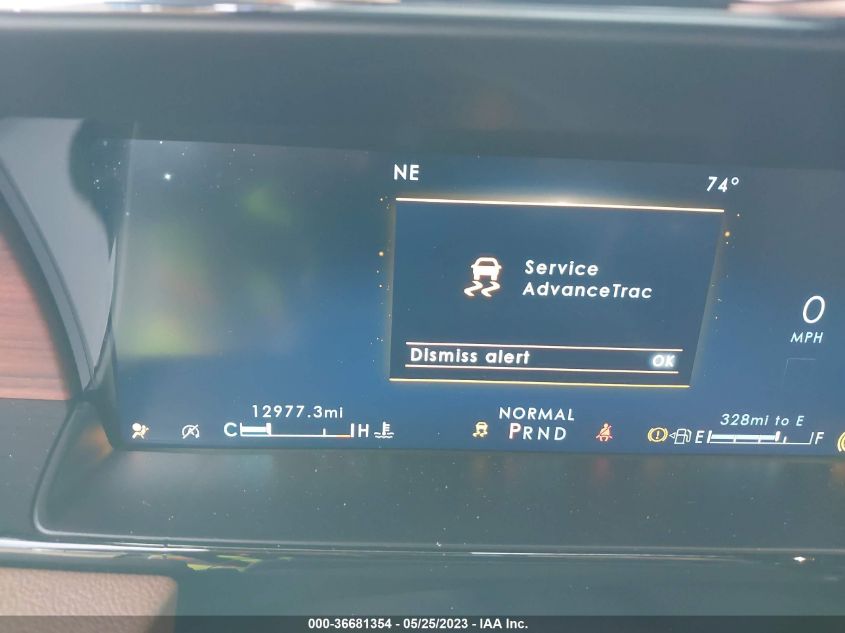 NE
74°
Service
AdvanceTrac
0
MPH
Dismiss alert OK
12977.3mi
C H
NORMAL
PRND
328mi to E
E F
000-36681354 - 05/25/2023 - IAA Inc.